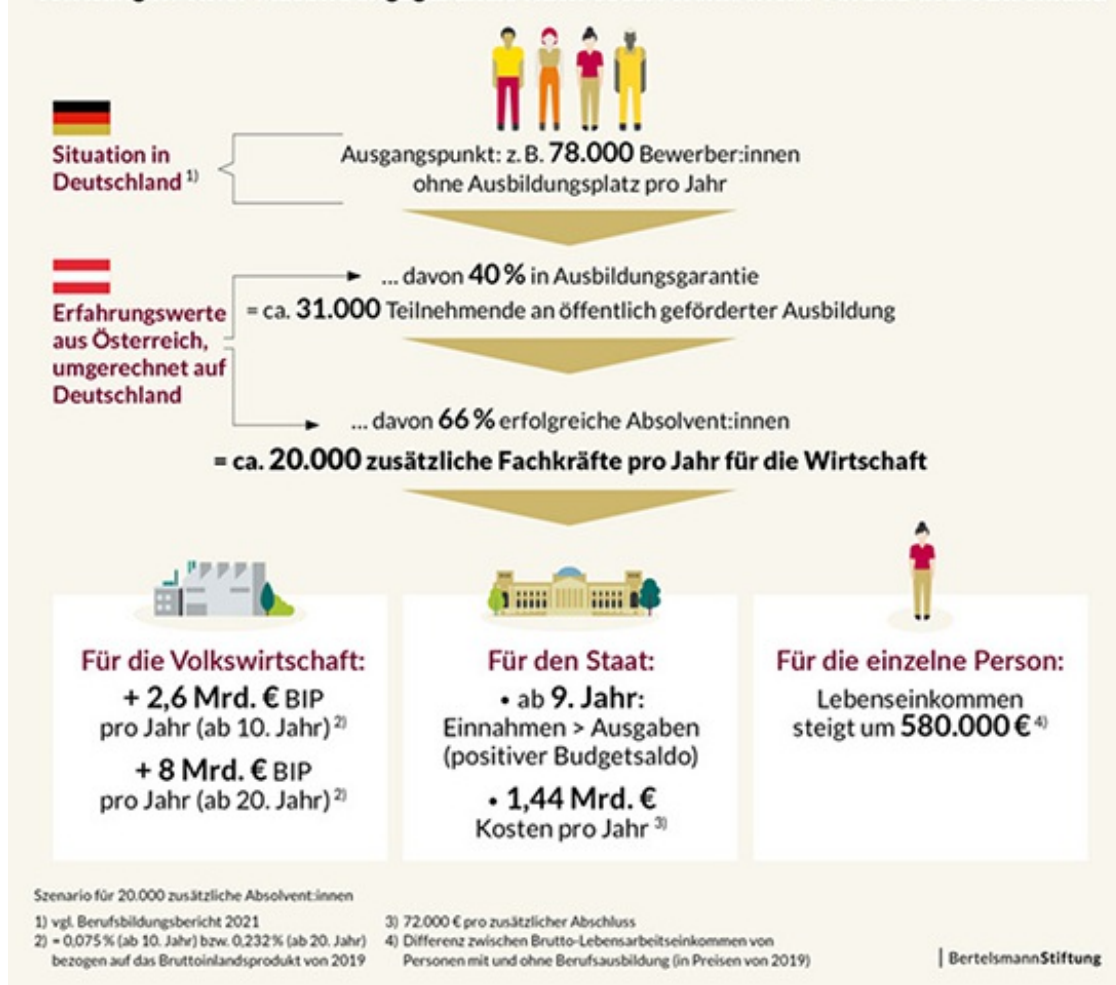 Situation in
Deutschland 1)
Ausgangspunkt: z. B. 78.000 Bewerber:innen
ohne Ausbildungsplatz pro Jahr
Erfahrungswerte
aus Österreich,
umgerechnet auf
Deutschland
... davon 40 % in Ausbildungsgarantie
= ca. 31.000 Teilnehmende an öffentlich geförderter Ausbildung
... davon 66 % erfolgreiche Absolvent:innen
= ca. 20.000 zusätzliche Fachkräfte pro Jahr für die Wirtschaft
Für die Volkswirtschaft:
+ 2,6 Mrd. € BIP
pro Jahr (ab 10. Jahr) 2)
+ 8 Mrd. € BIP
pro Jahr (ab 20. Jahr) 2)
Für den Staat:
• ab 9. Jahr:
Einnahmen > Ausgaben
(positiver Budgetsaldo)
• 1,44 Mrd. €
Kosten pro Jahr 3)
Für die einzelne Person:
Lebenseinkommen
steigt um 580.000 € 4)
Szenario für 20.000 zusätzliche Absolvent:innen
1) vgl. Berufsbildungsbericht 2021
2) = 0,075 % (ab 10. Jahr) bzw. 0,232 % (ab 20. Jahr)
bezogen auf das Bruttoinlandsprodukt von 2019
3) 72.000 € pro zusätzlicher Abschluss
4) Differenz zwischen Brutto-Lebensarbeitseinkommen von
Personen mit und ohne Berufsausbildung (in Preisen von 2019)
| BertelsmannStiftung